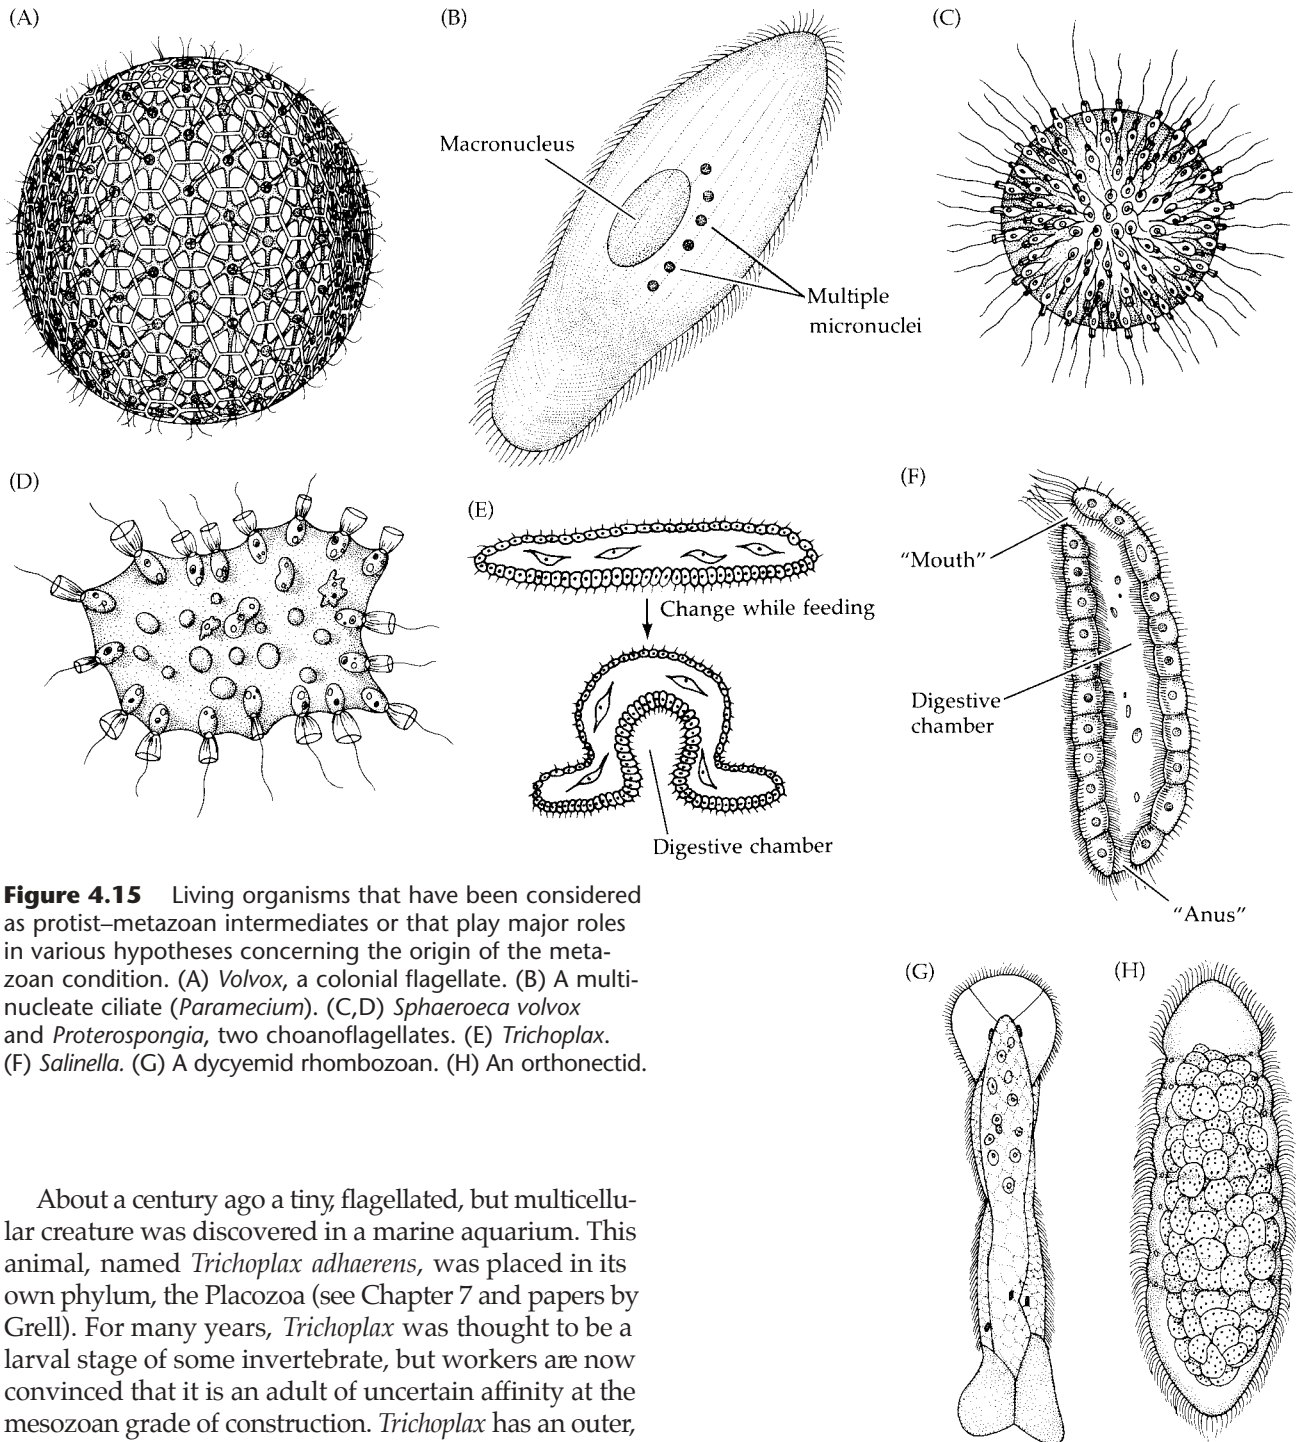 (A)
(B)
(C)
Macronucleus
Multiple
micronuclei
(D)
(E)
Change while feeding
Digestive chamber
(F)
“Mouth”
Digestive
chamber
“Anus”
Figure 4.15 Living organisms that have been considered
as protist–metazoan intermediates or that play major roles
in various hypotheses concerning the origin of the meta-
zoan condition. (A) Volvox, a colonial flagellate. (B) A multi-
nucleate ciliate (Paramecium). (C,D) Sphaeroeca volvox
and Proterospongia, two choanoflagellates. (E) Trichoplax.
(F) Salinella. (G) A dycyemid rhombozoan. (H) An orthonectid.
(G)
(H)
About a century ago a tiny, flagellated, but multicellu-
lar creature was discovered in a marine aquarium. This
animal, named Trichoplax adhaerens, was placed in its
own phylum, the Placozoa (see Chapter 7 and papers by
Grell). For many years, Trichoplax was thought to be a
larval stage of some invertebrate, but workers are now
convinced that it is an adult of uncertain affinity at the
mesozoan grade of construction. Trichoplax has an outer,